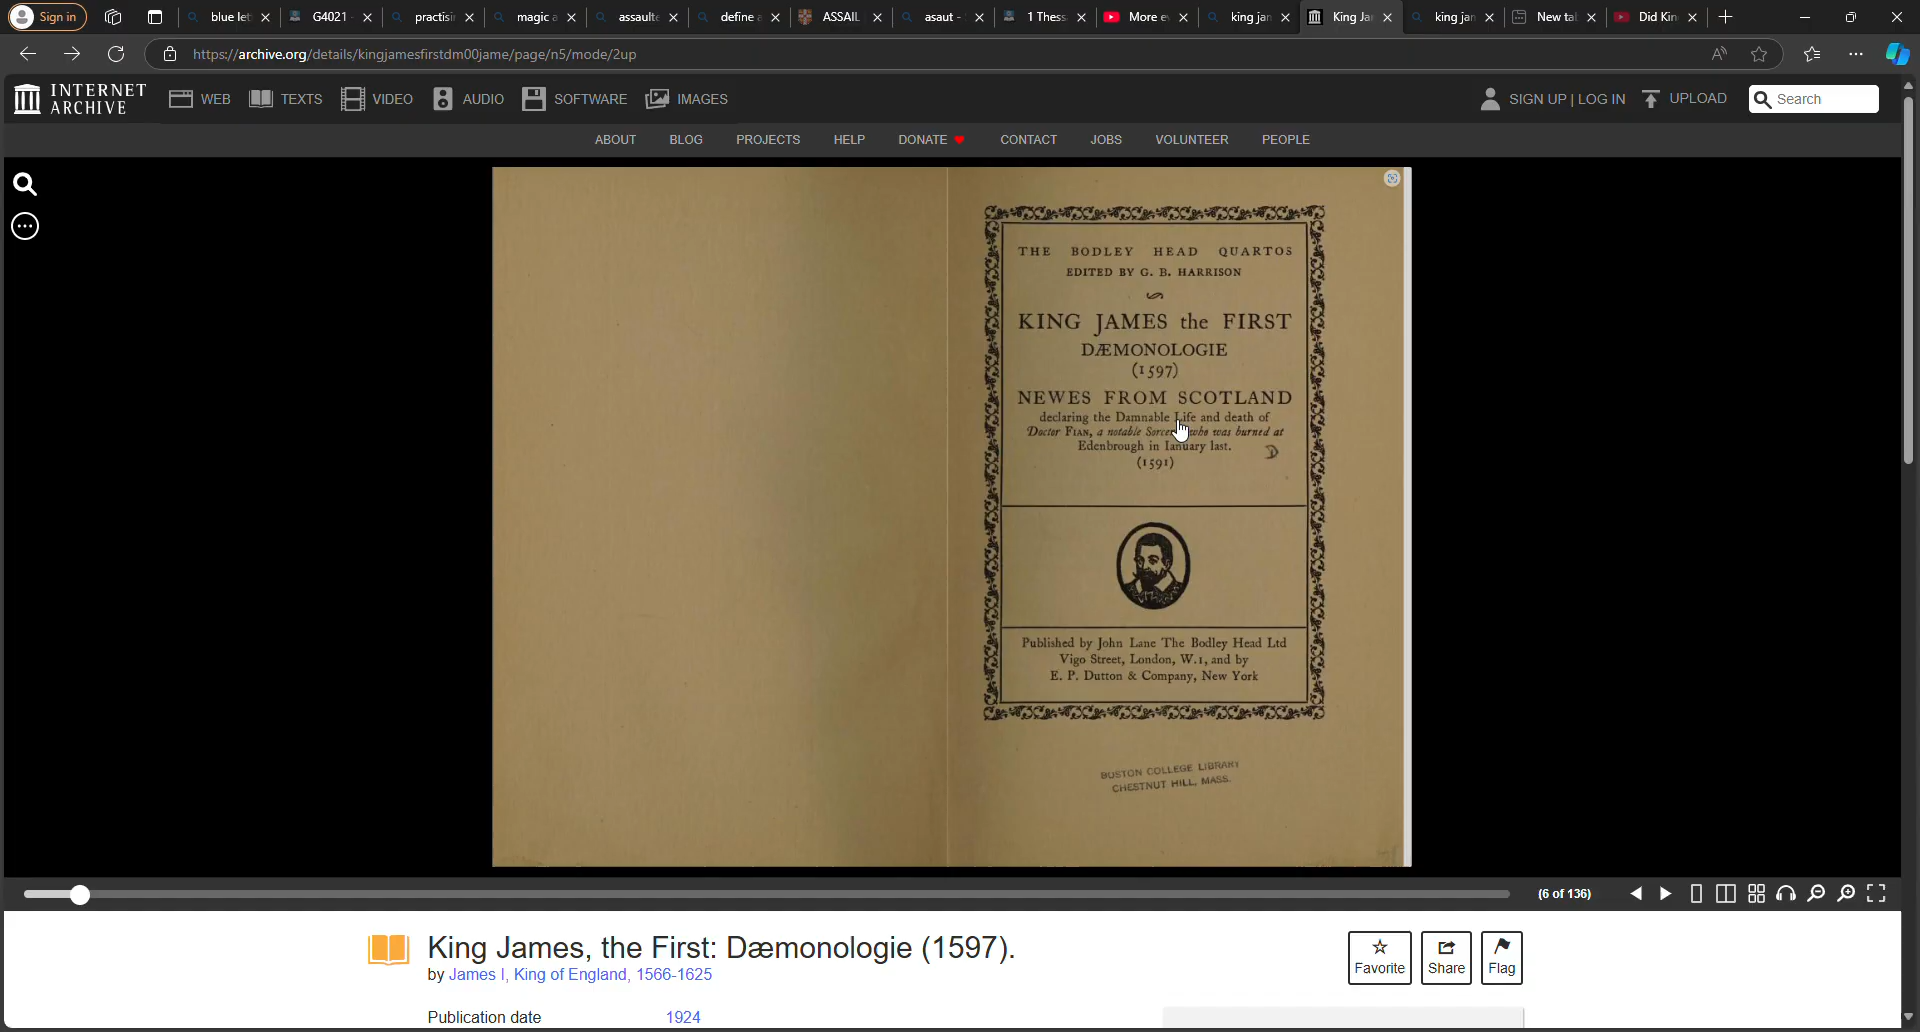 Sign in
blue let
G4021 -
practisi
magic a
assault
define a
ASSAIL
asaut -
1 Thess
More e
king jan
King Ja
king jan
New ta
Did Kin
https://archive.org/details/kingjamesfirstdm00jame/page/n5/mode/2up
INTERNET
ARCHIVE
WEB
TEXTS
VIDEO
AUDIO
SOFTWARE
IMAGES
SIGN UP | LOG IN
UPLOAD
Search
ABOUT
BLOG
PROJECTS
HELP
DONATE
CONTACT
JOBS
VOLUNTEER
PEOPLE
THE BODLEY HEAD QUARTOS
EDITED BY G. B. HARRISON
KING JAMES the FIRST
DÆMONOLOGIE
(1597)
NEWES FROM SCOTLAND
declaring the Damnable Life and death of
Doctor FIAN, a notable who was burned at
Edenbrough in Ianuary last.
(1591)
Published by John Lane The Bodley Head Ltd
Vigo Street, London, W.1, and by
E. P. Dutton & Company, New York
BOSTON COLLEGE LIBRARY
CHESTNUT HILL, MASS.
(6 of 136)
King James, the First: Dæmonologie (1597).
by James I, King of England, 1566-1625
Favorite
Share
Flag
Publication date 1924